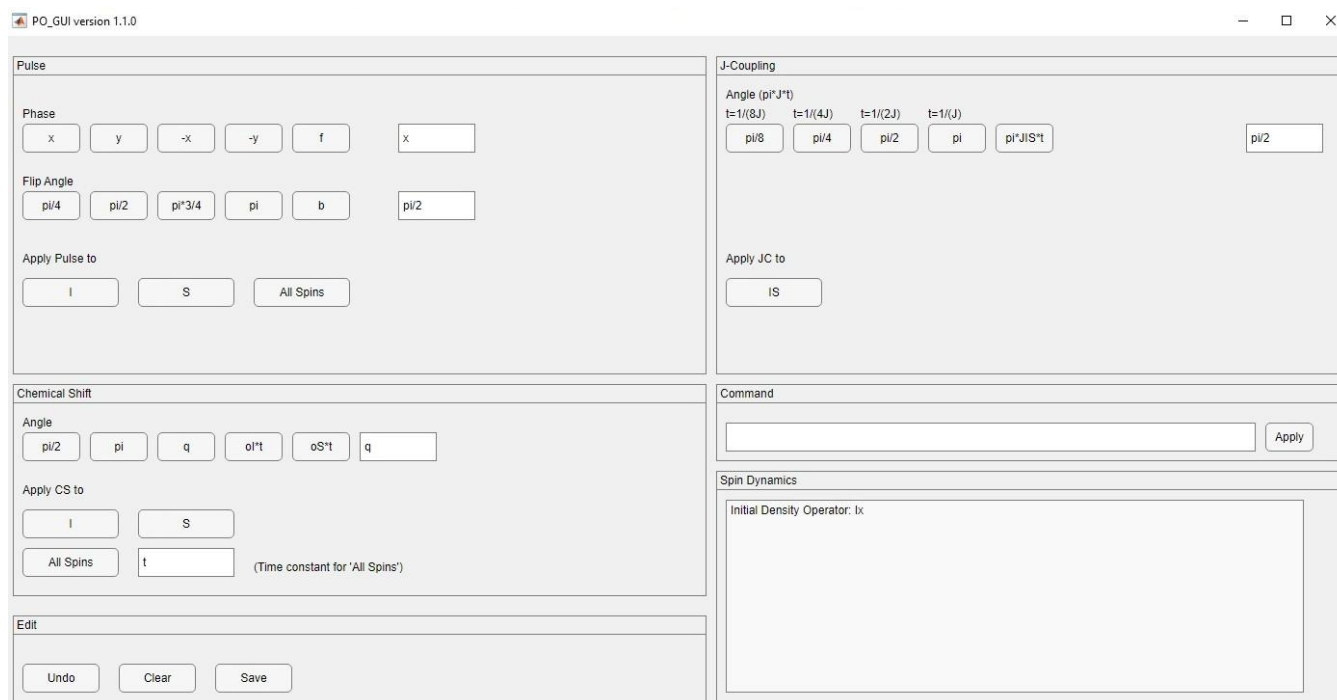 PO_GUI version 1.1.0
Pulse
Phase
x y -x -y f x
Flip Angle
pi/4 pi/2 pi*3/4 pi b pi/2
Apply Pulse to
I S All Spins
J-Coupling
Angle (pi*J*t)
t=1/(8J) t=1/(4J) t=1/(2J) t=1/(J)
pi/8 pi/4 pi/2 pi pi*JIS*t pi/2
Apply JC to
IS
Chemical Shift
Angle
pi/2 pi q oI*t oS*t q
Apply CS to
I S
All Spins t (Time constant for 'All Spins')
Command
Apply
Spin Dynamics
Initial Density Operator: Ix
Edit
Undo Clear Save